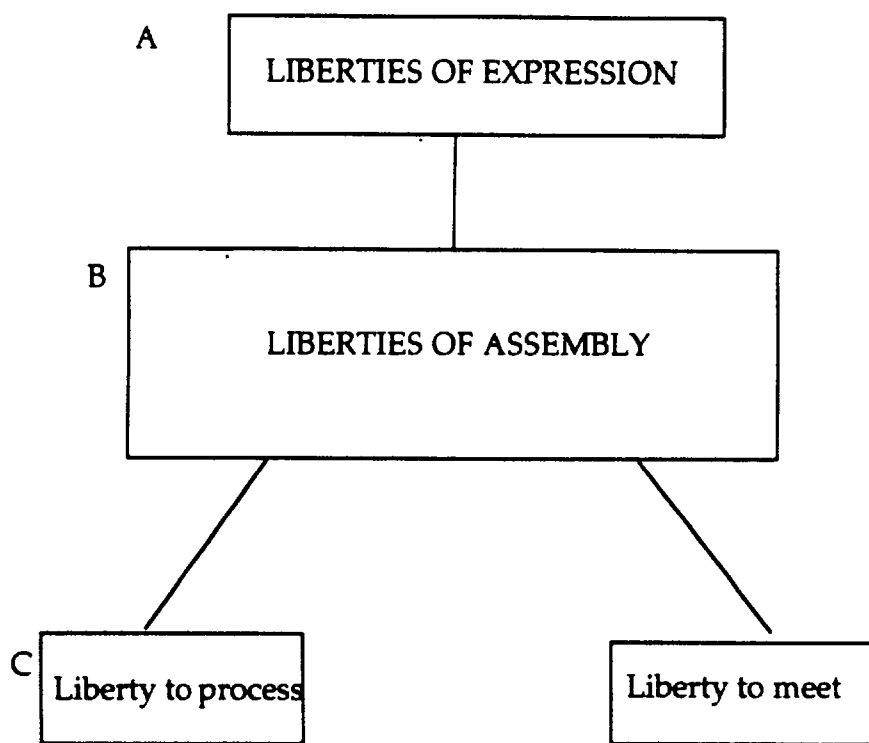 A
LIBERTIES OF EXPRESSION
B
LIBERTIES OF ASSEMBLY
C
Liberty to process
Liberty to meet